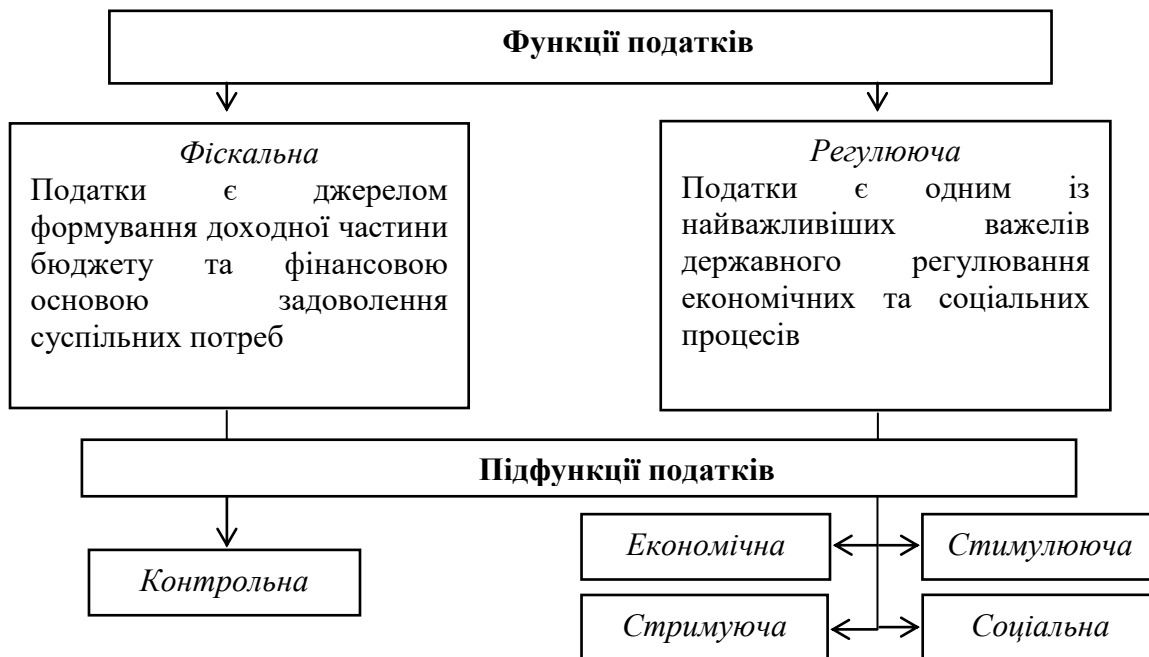 Функції податків
Фіскальна
Податки є джерелом
формування доходної частини
бюджету та фінансовою
основою задоволення
суспільних потреб
Регулююча
Податки є одним із
найважливіших важелів
державного регулювання
економічних та соціальних
процесів
Підфункції податків
Контрольна
Економічна
Стимулююча
Стримуюча
Соціальна